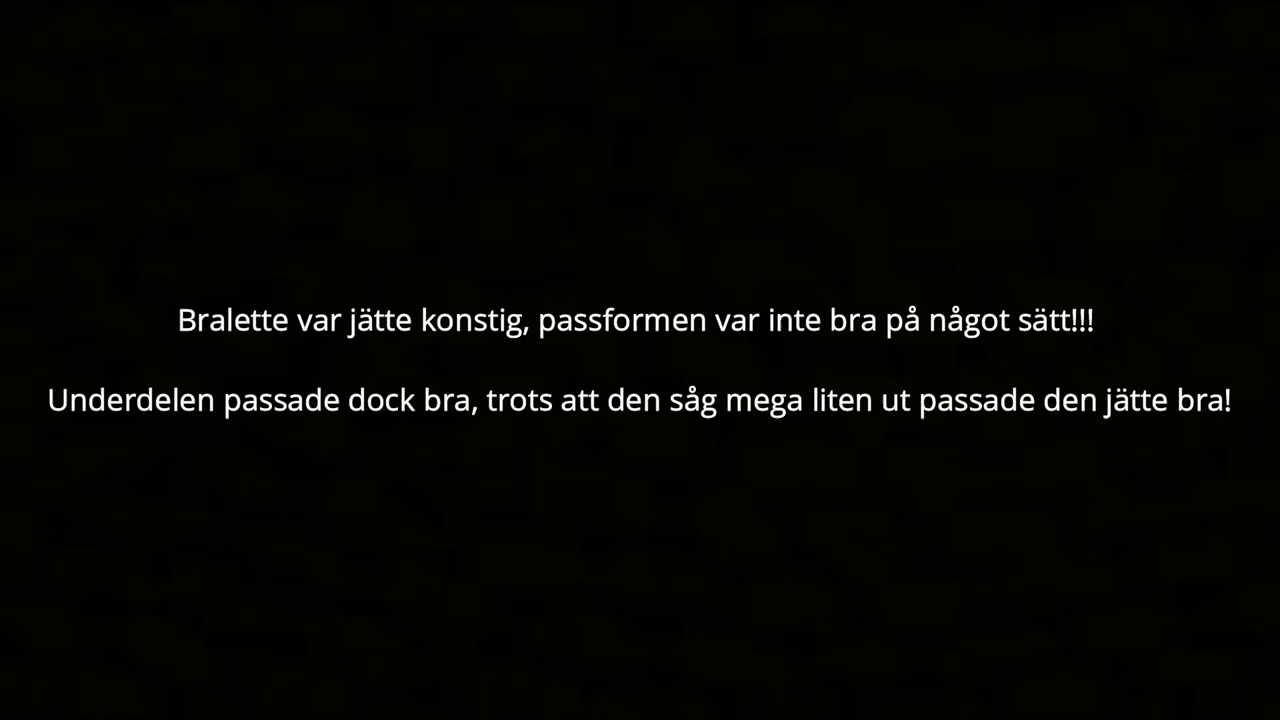 Bralette var jätte konstig, passformen var inte bra på något sätt!!!
Underdelen passade dock bra, trots att den såg mega liten ut passade den jätte bra!